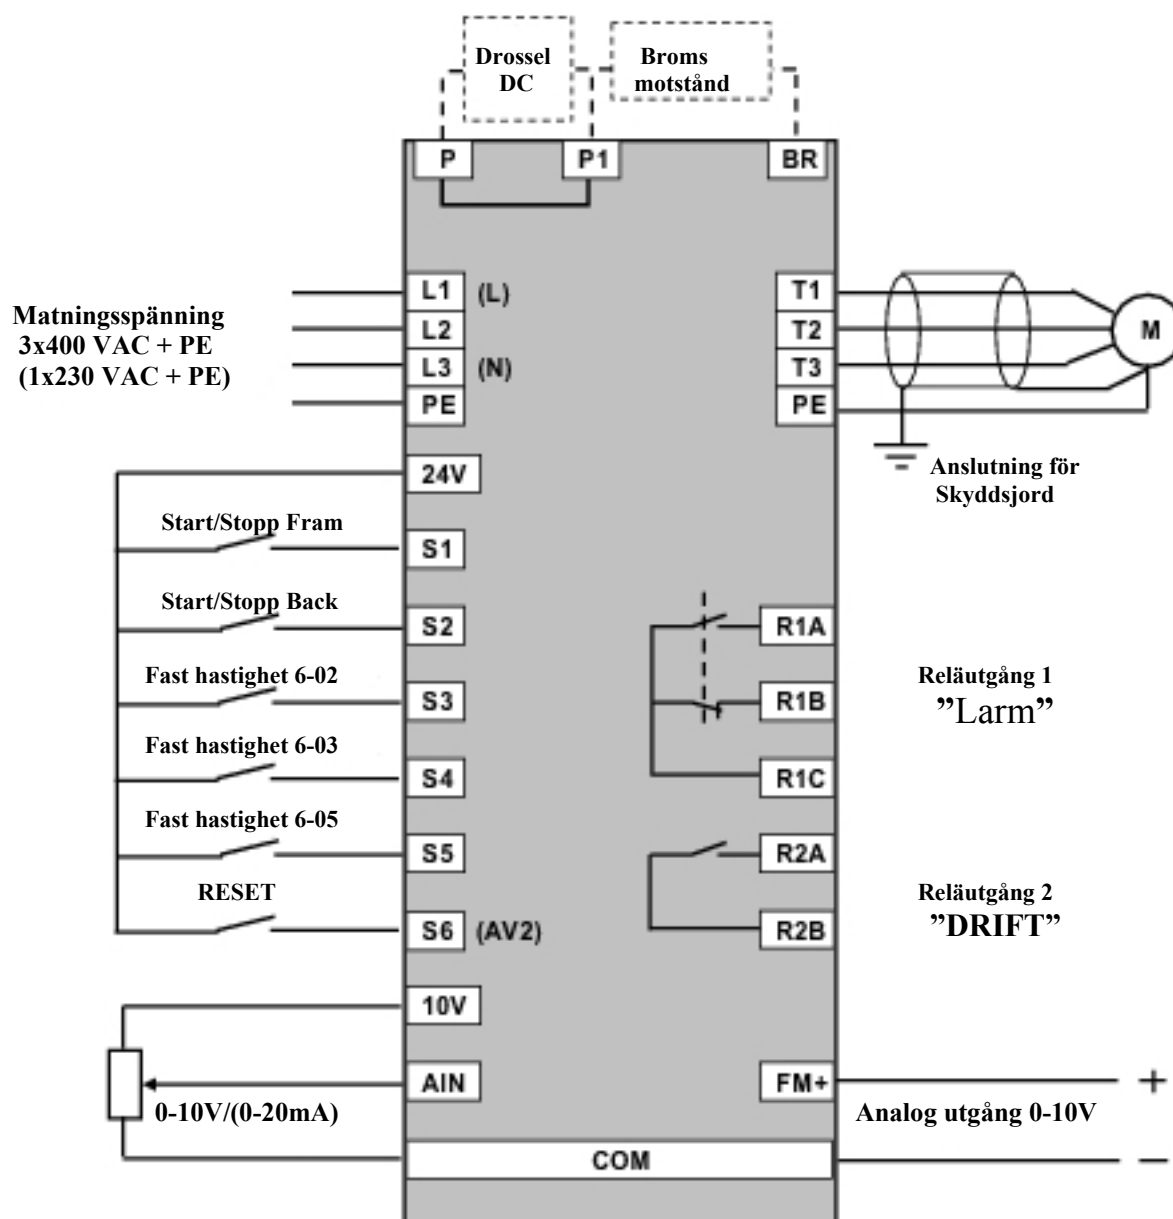 Drossel
DC
Broms
motstånd
P
P1
BR
Matningsspänning
3x400 VAC + PE
(1x230 VAC + PE)
L1 (L)
L2
L3 (N)
PE
T1
T2
T3
PE
M
Anslutning för
Skyddsjord
24V
Start/Stopp Fram
S1
Start/Stopp Back
S2
Fast hastighet 6-02
S3
Fast hastighet 6-03
S4
Fast hastighet 6-05
S5
RESET
S6 (AV2)
R1A
R1B
R1C
Reläutgång 1
”Larm”
R2A
R2B
Reläutgång 2
”DRIFT”
10V
AIN
0-10V/(0-20mA)
FM+
+
Analog utgång 0-10V
COM
−